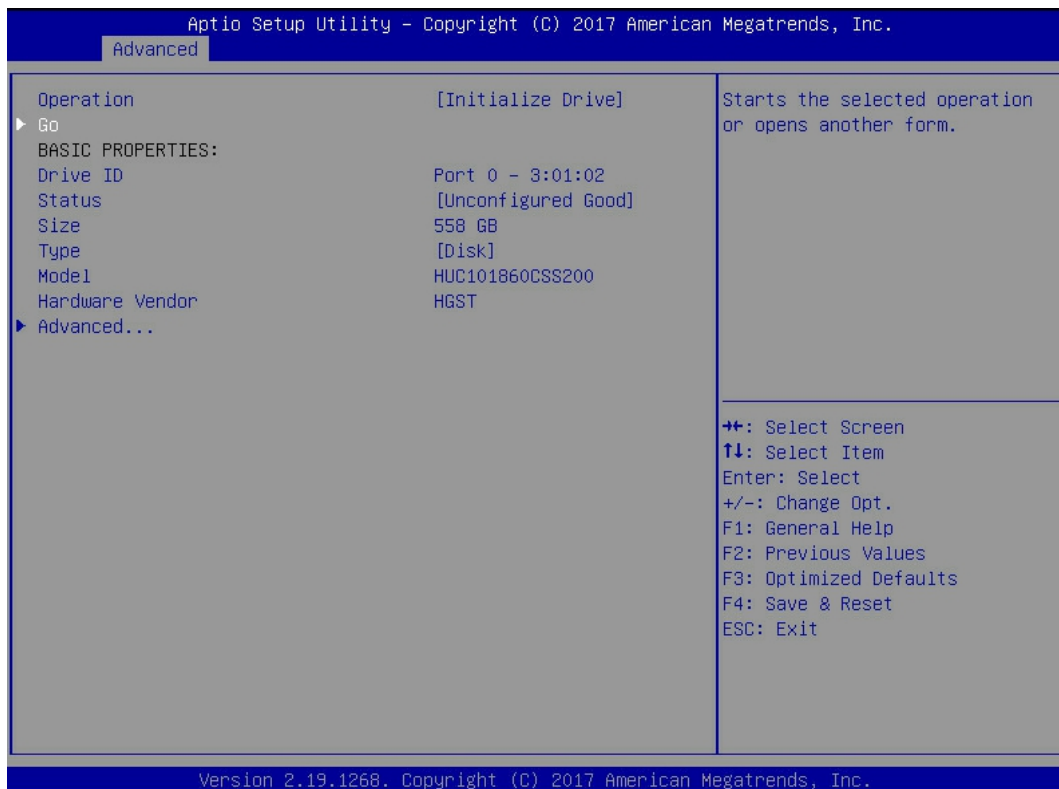 Aptio Setup Utility – Copyright (C) 2017 American Megatrends, Inc.
Advanced
Operation [Initialize Drive]
Go
BASIC PROPERTIES:
Drive ID Port 0 - 3:01:02
Status [Unconfigured Good]
Size 558 GB
Type [Disk]
Model HUC101860CSS200
Hardware Vendor HGST
Advanced...
Starts the selected operation
or opens another form.
→←: Select Screen
↑↓: Select Item
Enter: Select
+/-: Change Opt.
F1: General Help
F2: Previous Values
F3: Optimized Defaults
F4: Save & Reset
ESC: Exit
Version 2.19.1268. Copyright (C) 2017 American Megatrends, Inc.